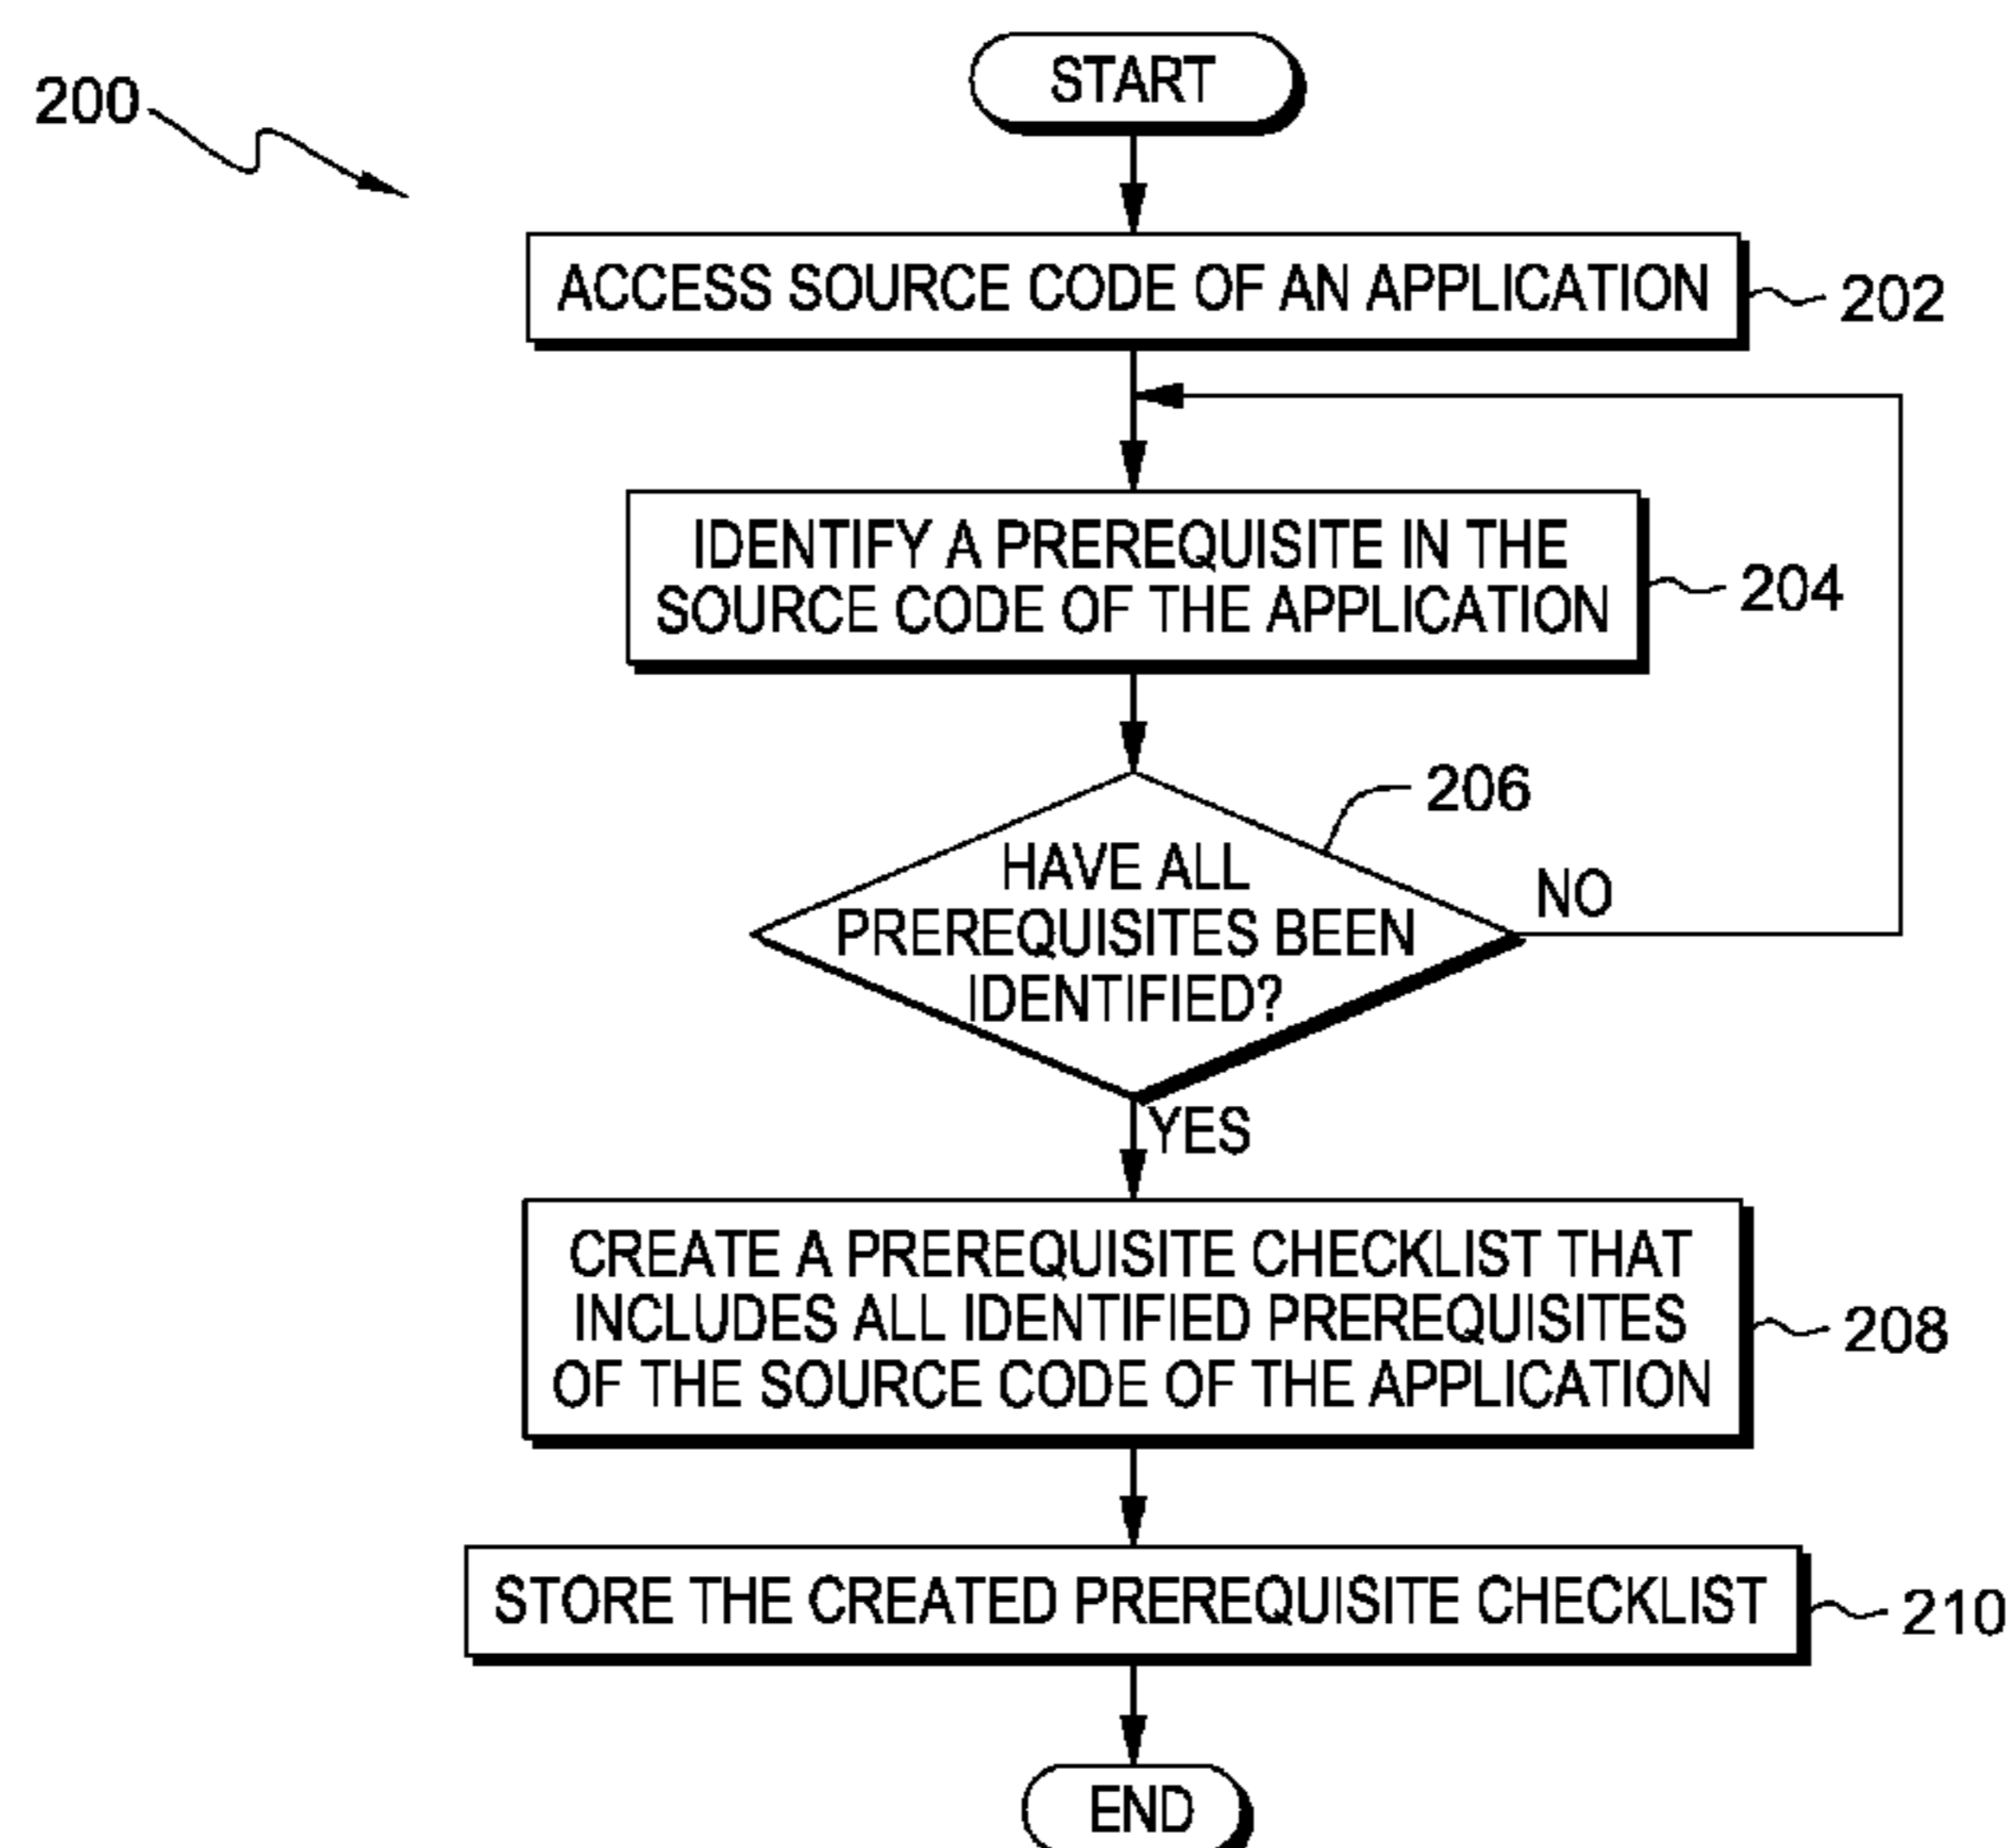 START
200
ACCESS SOURCE CODE OF AN APPLICATION
202
IDENTIFY A PREREQUISITE IN THE
SOURCE CODE OF THE APPLICATION
204
206
HAVE ALL
PREREQUISITES BEEN
IDENTIFIED?
NO
YES
CREATE A PREREQUISITE CHECKLIST THAT
INCLUDES ALL IDENTIFIED PREREQUISITES
OF THE SOURCE CODE OF THE APPLICATION
208
STORE THE CREATED PREREQUISITE CHECKLIST
210
END